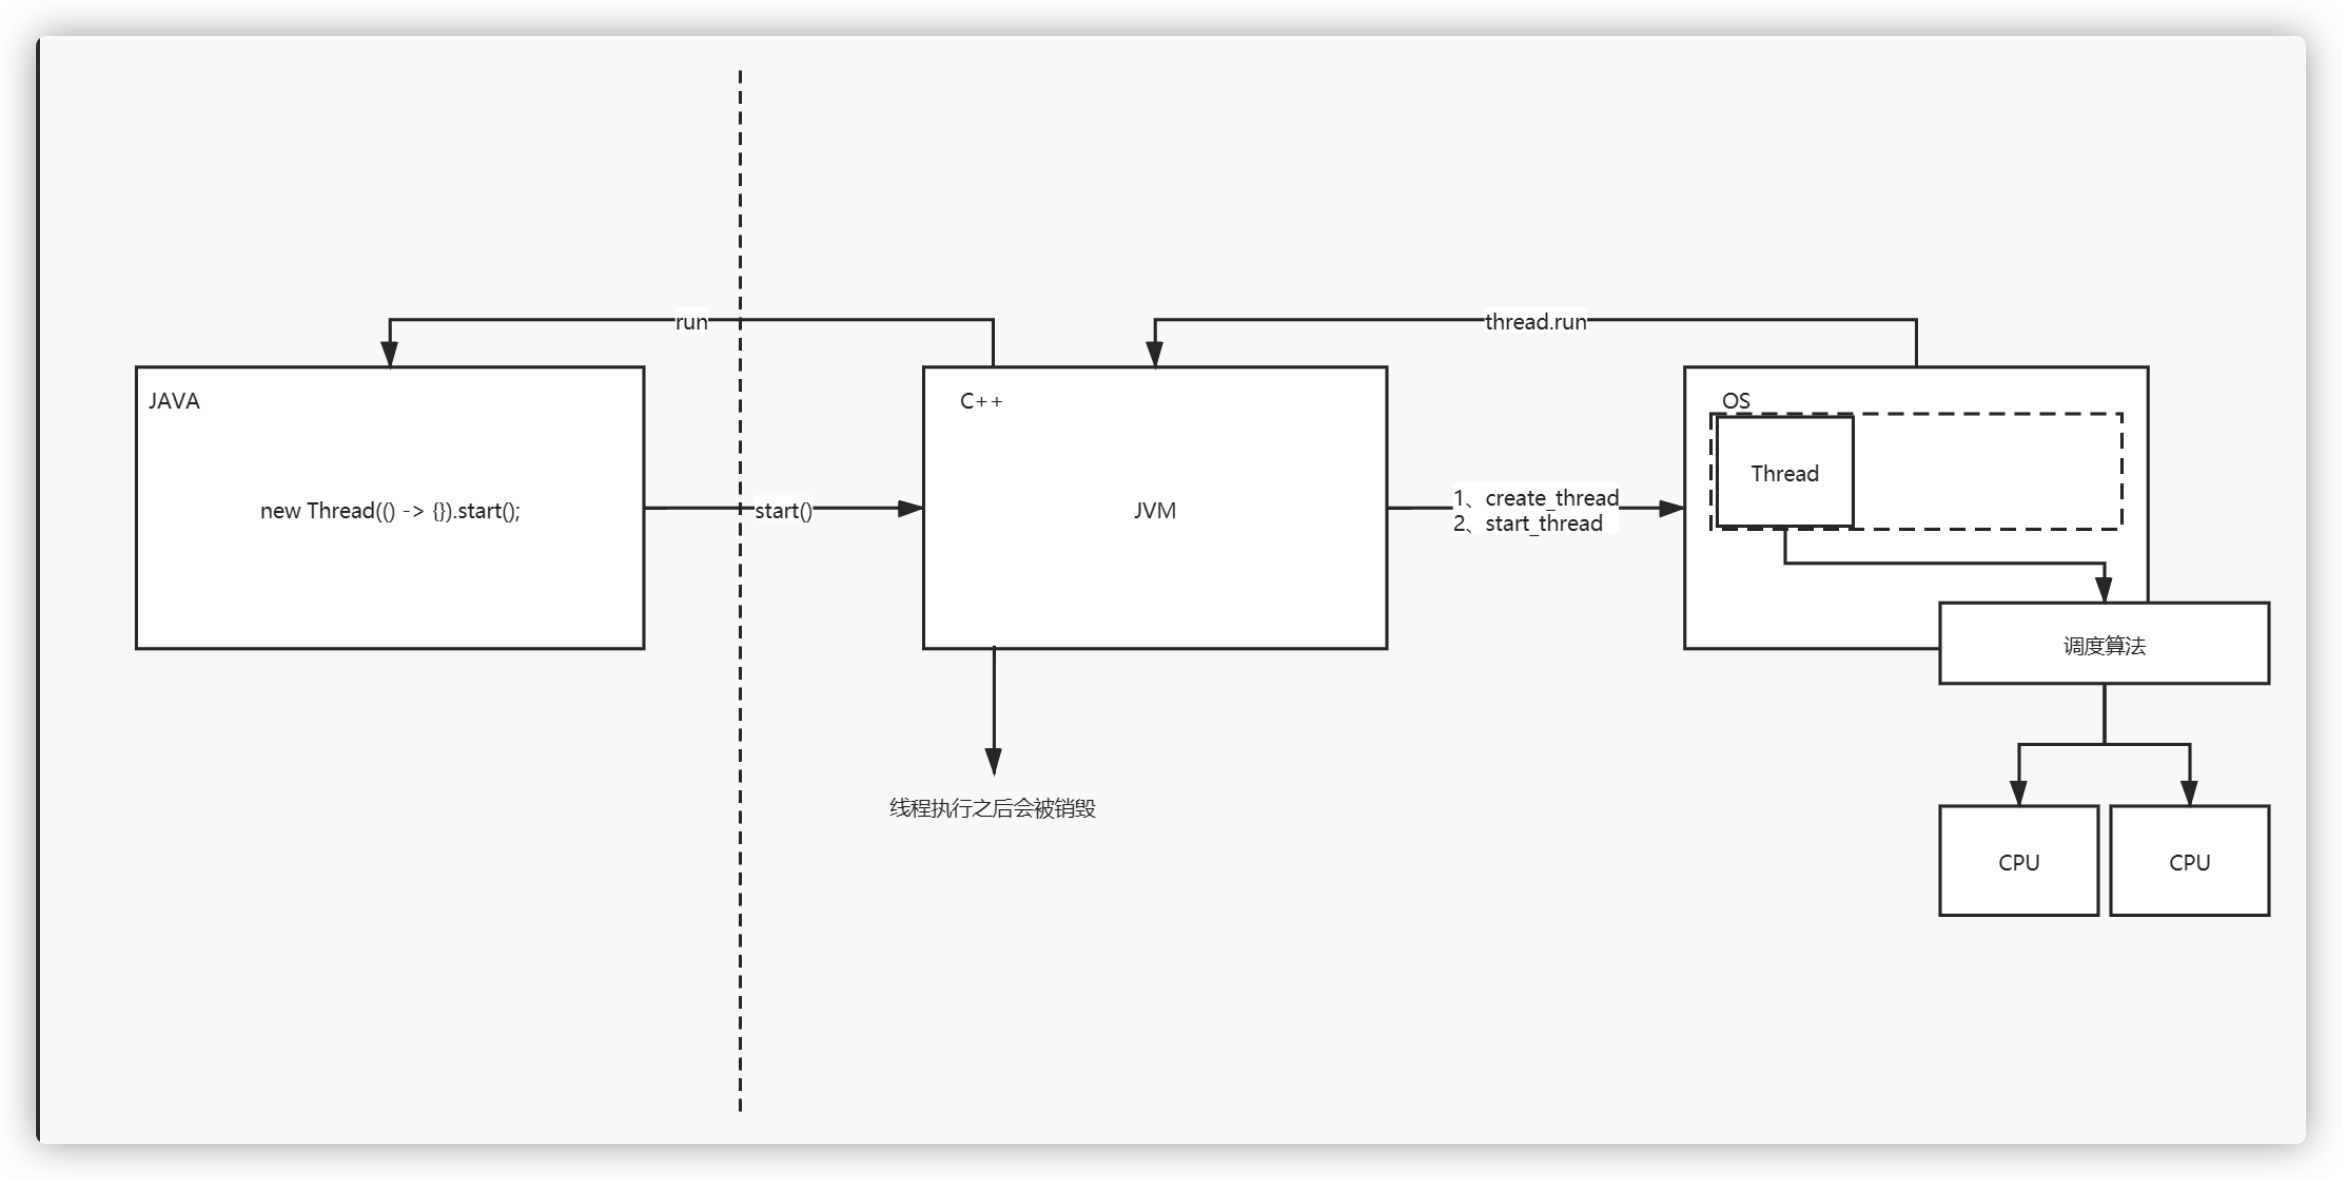 run
thread.run
JAVA
C++
OS
Thread
new Thread(() -> {}).start();
start()
JVM
1、create_thread
2、start_thread
调度算法
线程执行之后会被销毁
CPU
CPU